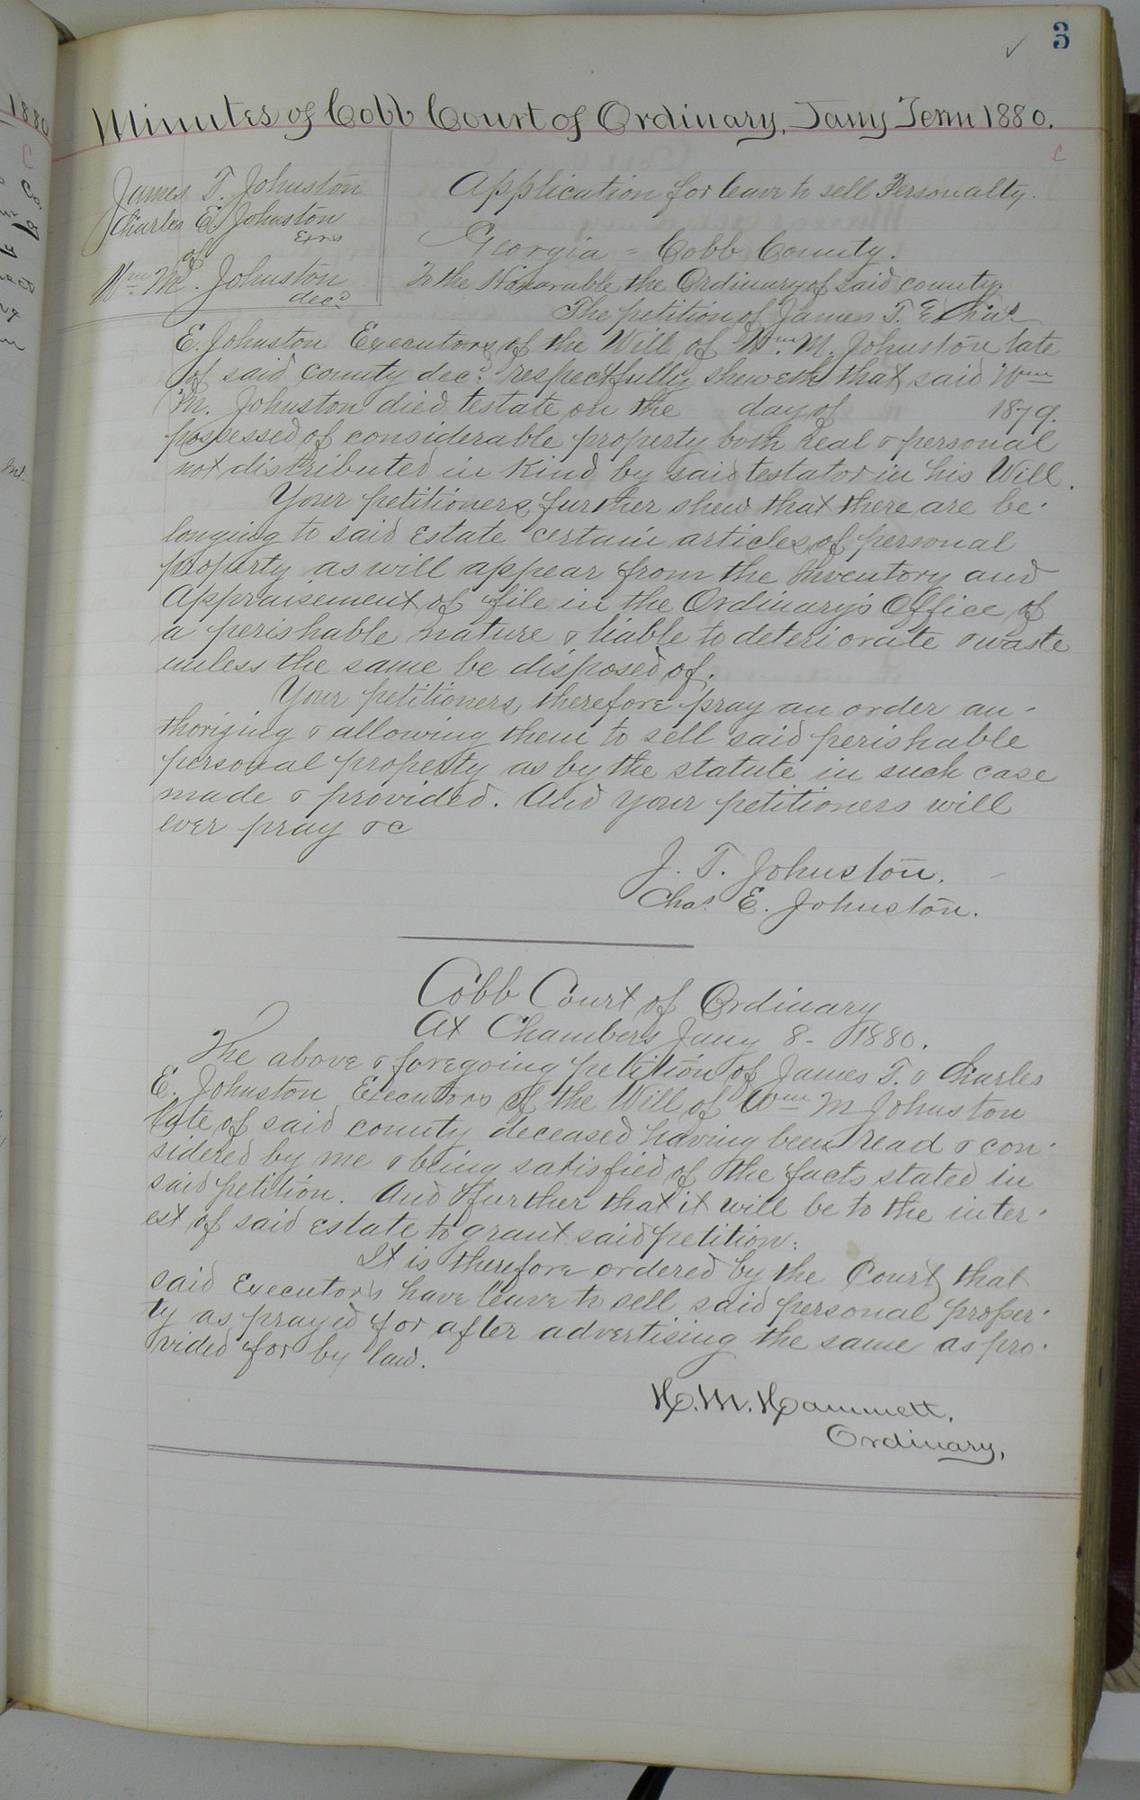 3
Minutes of Cobb Court of Ordinary, Jany Term 1880.
James T. Johnston
Charles E. Johnston
Exrs
of
Wm M. Johnston
decd
Application for leave to sell Personalty.
Georgia = Cobb County.
To the Honorable the Ordinary of said county.
The petition of James T. & Chas
E. Johnston Executors of the Will of Wm. M. Johnston late
of said county decd. respectfully sheweth that said Wm
M. Johnston died testate on the day of 1879.
possessed of considerable property both real & personal
not distributed in Kind by said testator in his Will.
Your petitioners further shew that there are be-
longing to said Estate certain articles of personal
property as will appear from the Inventory and
Appraisement of file in the Ordinary's Office of
a perishable nature & liable to deteriorate & waste
unless the same be disposed of.
Your petitioners therefore pray an order au-
thorizing & allowing them to sell said perishable
personal property as by the statute in such case
made & provided. And your petitioners will
ever pray &c
J. T. Johnston.
Chas. E. Johnston.
Cobb Court of Ordinary
At Chambers Jany 8- 1880.
The above & foregoing petition of James T. & Charles
E. Johnston Executors of the Will of Wm M Johnston
late of said county deceased having been read & con-
sidered by me & being satisfied of the facts stated in
said petition. And further that it will be to the inter-
est of said Estate to grant said petition:
It is therefore ordered by the Court that
said Executors have leave to sell said personal proper-
ty as prayed for after advertising the same as pro-
vided for by law.
H. M. Hammett,
Ordinary,